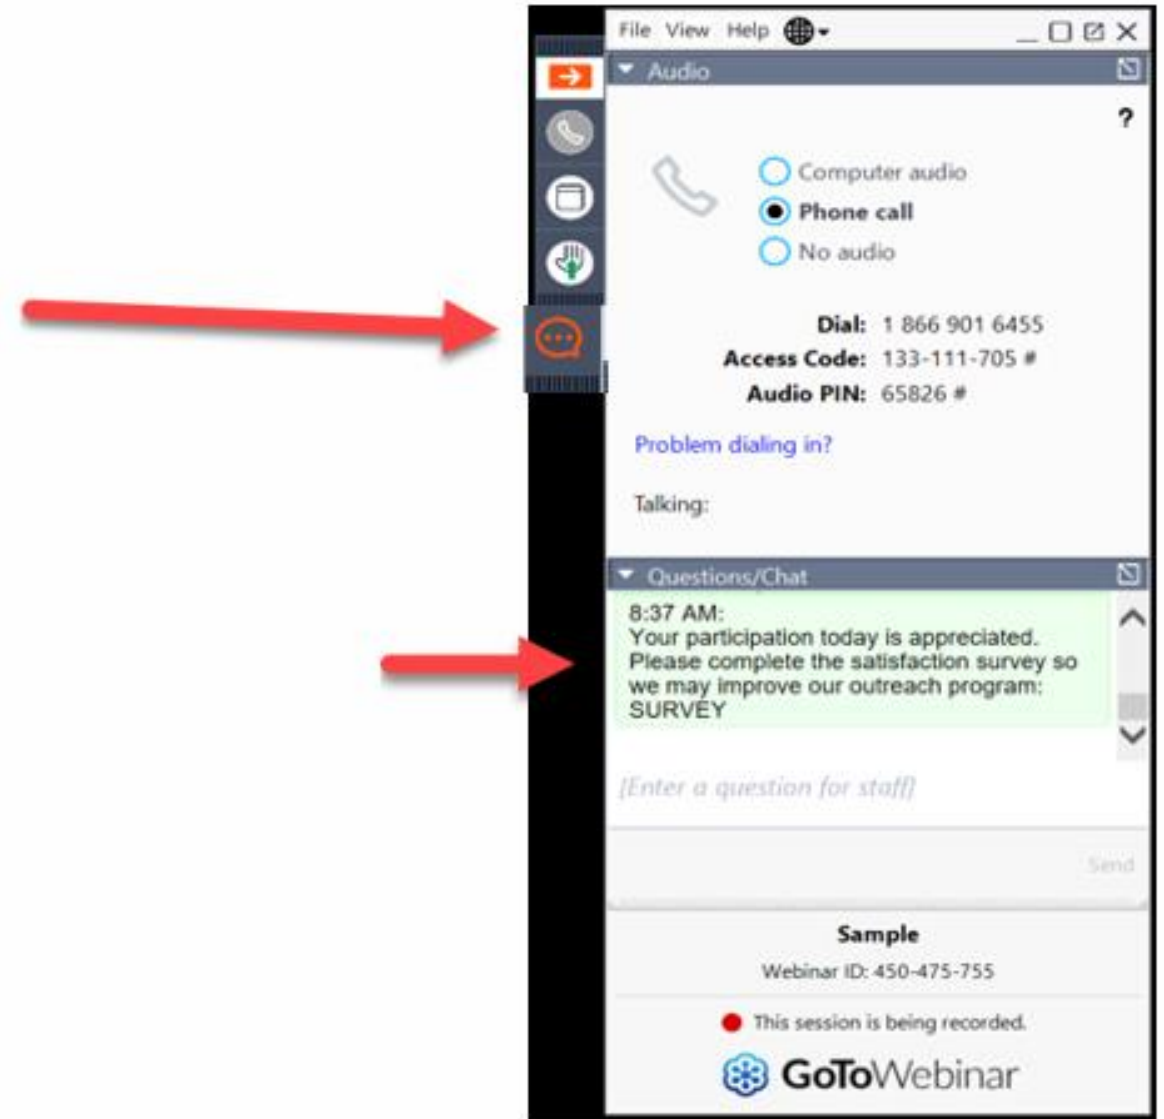 File View Help
Audio
?
Computer audio
Phone call
No audio
Dial: 1 866 901 6455
Access Code: 133-111-705 #
Audio PIN: 65826 #
Problem dialing in?
Talking:
Questions/Chat
8:37 AM:
Your participation today is appreciated.
Please complete the satisfaction survey so
we may improve our outreach program:
SURVEY
[Enter a question for staff]
Send
Sample
Webinar ID: 450-475-755
This session is being recorded.
GoToWebinar